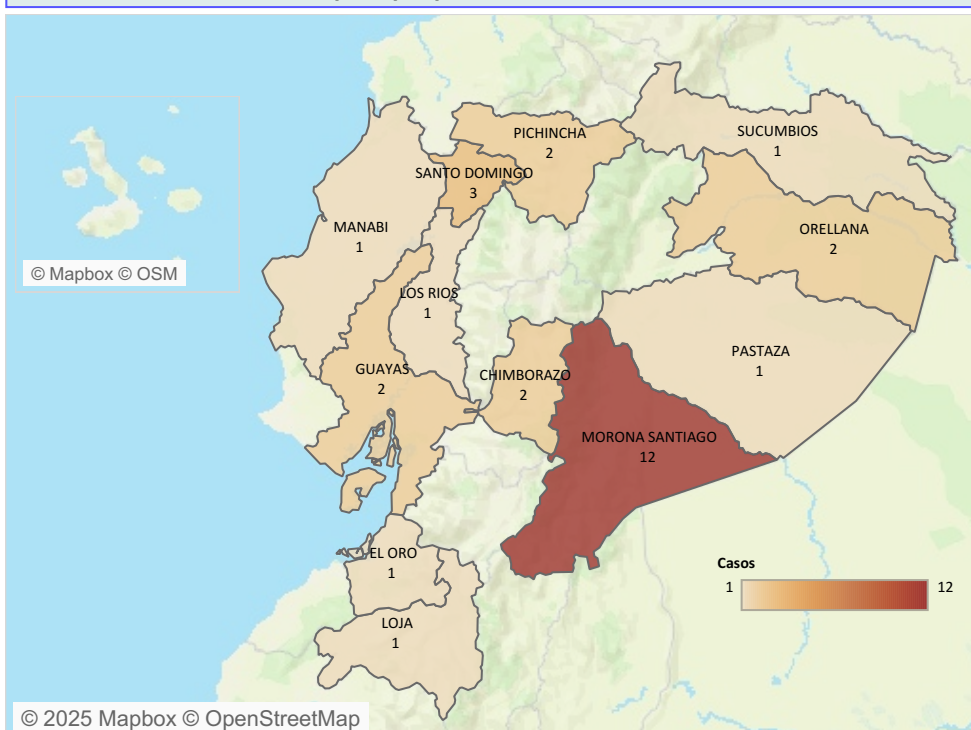 PICHINCHA
2
SUCUMBIOS
1
SANTO DOMINGO
3
MANABI
1
ORELLANA
2
© Mapbox © OSM
LOS RIOS
1
PASTAZA
1
GUAYAS
2
CHIMBORAZO
2
MORONA SANTIAGO
12
EL ORO
1
Casos
1
12
LOJA
1
© 2025 Mapbox © OpenStreetMap